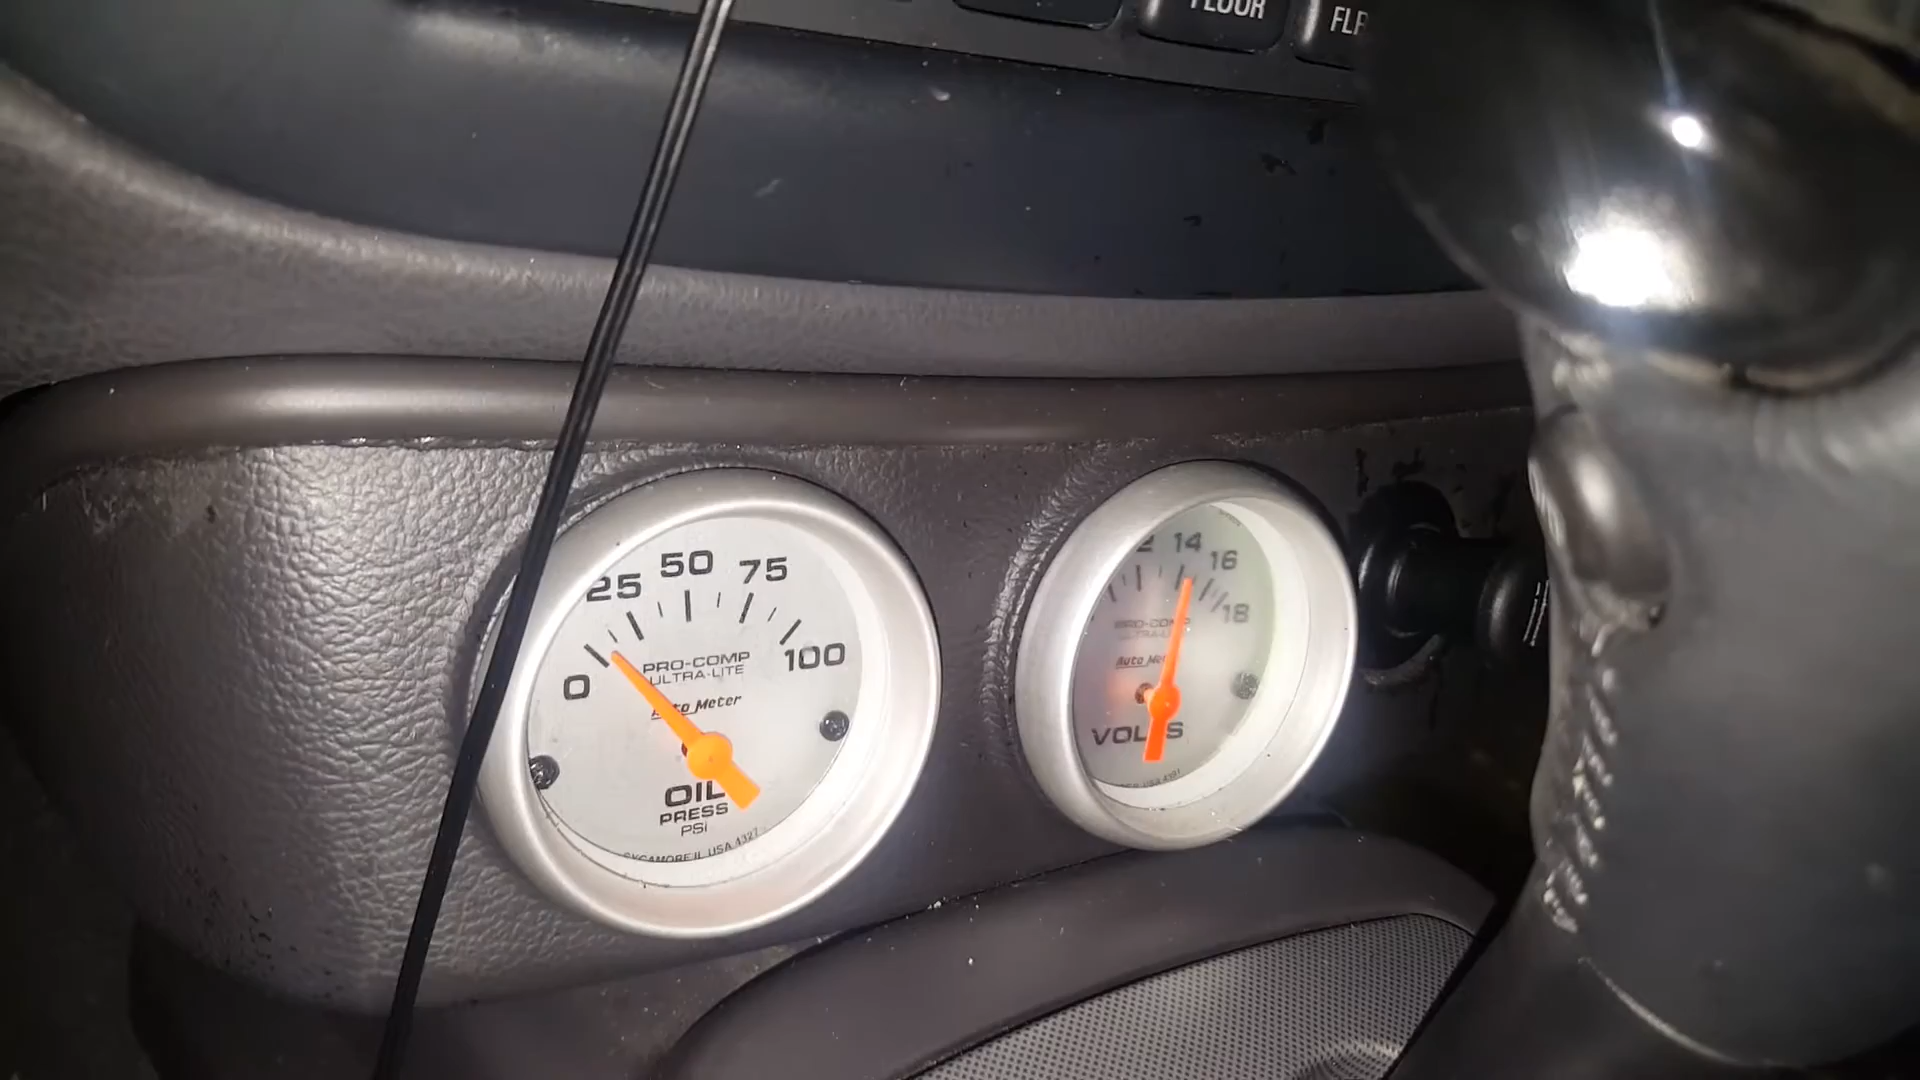 FLOOR
0 25 50 75 100
PRO-COMP
ULTRA-LITE
Auto Meter
OIL
PRESS
PSI
SYCAMORE IL USA 4327
14 16 18
PRO-COMP
VOLTS